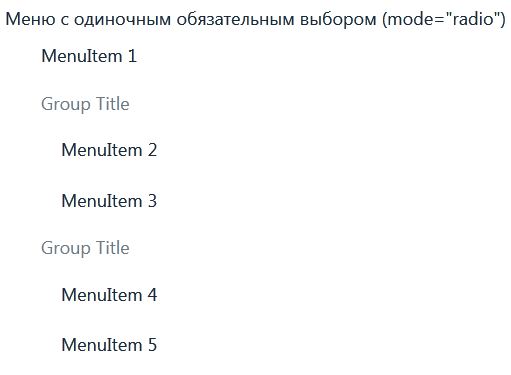 Меню с одиночным обязательным выбором (mode="radio")
MenuItem 1
Group Title
MenuItem 2
MenuItem 3
Group Title
MenuItem 4
MenuItem 5